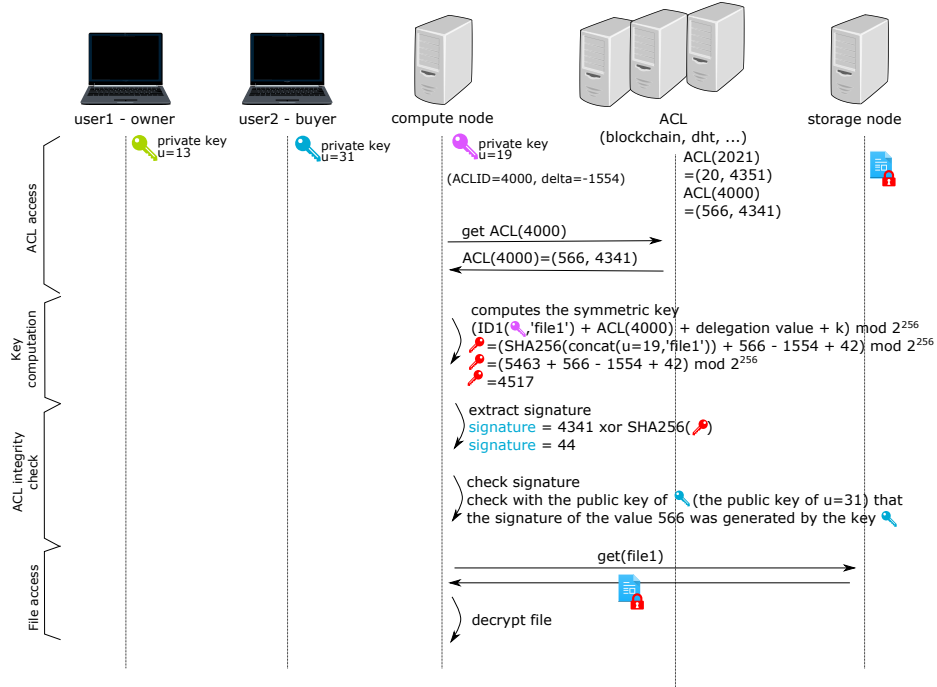 user1 - owner
user2 - buyer
compute node
ACL
(blockchain, dht, ...)
storage node
private key
u=13
private key
u=31
private key
u=19
(ACLID=4000, delta=-1554)
ACL(2021)
=(20, 4351)
ACL(4000)
=(566, 4341)
ACL access
get ACL(4000)
ACL(4000)=(566, 4341)
Key
computation
computes the symmetric key
(ID1( ,'file1') + ACL(4000) + delegation value + k) mod 2²⁵⁶
=(SHA256(concat(u=19,'file1')) + 566 - 1554 + 42) mod 2²⁵⁶
=(5463 + 566 - 1554 + 42) mod 2²⁵⁶
=4517
ACL integrity
check
extract signature
signature = 4341 xor SHA256( )
signature = 44
check signature
check with the public key of (the public key of u=31) that
the signature of the value 566 was generated by the key
File access
get(file1)
decrypt file